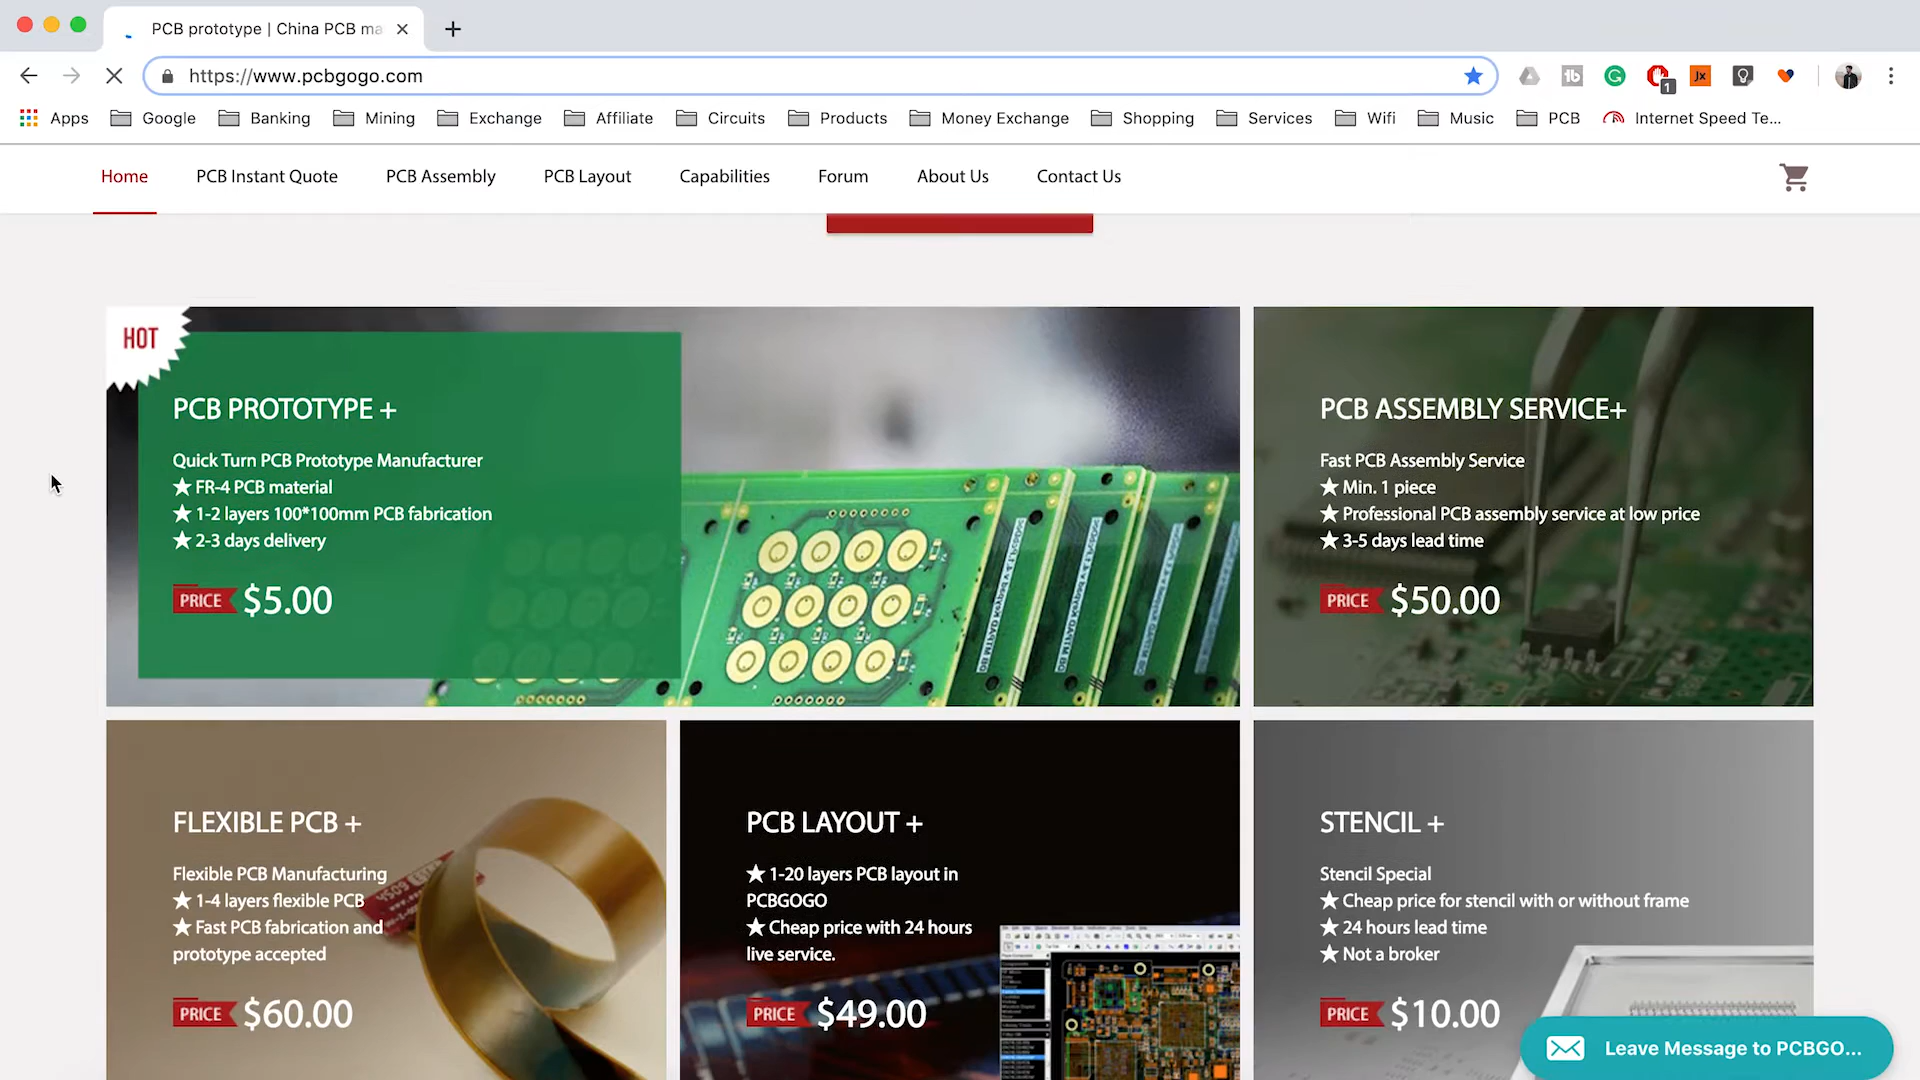 PCB prototype | China PCB ma
https://www.pcbgogo.com
1
Jx
Apps
Google
Banking
Mining
Exchange
Affiliate
Circuits
Products
Money Exchange
Shopping
Services
Wifi
Music
PCB
Internet Speed Te...
Home
PCB Instant Quote
PCB Assembly
PCB Layout
Capabilities
Forum
About Us
Contact Us
HOT
PCB PROTOTYPE +
Quick Turn PCB Prototype Manufacturer
★ FR-4 PCB material
★ 1-2 layers 100*100mm PCB fabrication
★ 2-3 days delivery
PRICE $5.00
PCB ASSEMBLY SERVICE+
Fast PCB Assembly Service
★ Min. 1 piece
★ Professional PCB assembly service at low price
★ 3-5 days lead time
PRICE $50.00
FLEXIBLE PCB +
Flexible PCB Manufacturing
★ 1-4 layers flexible PCB
★ Fast PCB fabrication and
prototype accepted
PRICE $60.00
PCB LAYOUT +
★ 1-20 layers PCB layout in
PCBGOGO
★ Cheap price with 24 hours
live service.
PRICE $49.00
STENCIL +
Stencil Special
★ Cheap price for stencil with or without frame
★ 24 hours lead time
★ Not a broker
PRICE $10.00
Leave Message to PCBGO...